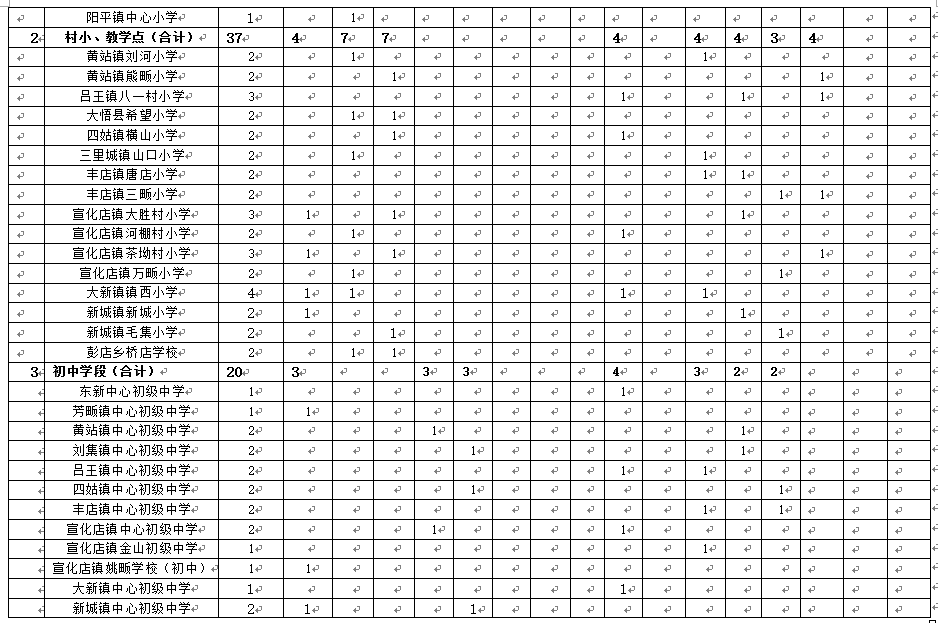 阳平镇中心小学 1 1
2 村小、教学点（合计） 37 4 7 7 4 4 4 3 4
黄站镇刘河小学 2 1 1
黄站镇熊畈小学 2 1 1
吕王镇八一村小学 3 1 1 1
大悟县希望小学 2 1 1
四姑镇横山小学 2 1 1
三里城镇山口小学 2 1 1
丰店镇唐店小学 2 1 1
丰店镇三畈小学 2 1 1
宣化店镇大胜村小学 3 1 1 1
宣化店镇河棚村小学 2 1 1
宣化店镇茶坳村小学 3 1 1 1
宣化店镇万畈小学 2 1 1
大新镇镇西小学 4 1 1 1 1
新城镇新城小学 2 1 1
新城镇毛集小学 2 1 1
彭店乡桥店学校 2 1 1
3 初中学段（合计） 20 3 3 3 4 3 2 2
东新中心初级中学 1 1
芳畈镇中心初级中学 1 1
黄站镇中心初级中学 2 1 1
刘集镇中心初级中学 2 1 1
吕王镇中心初级中学 2 1 1
四姑镇中心初级中学 2 1 1
丰店镇中心初级中学 2 1 1
宣化店镇中心初级中学 2 1 1
宣化店镇金山初级中学 1 1
宣化店镇姚畈学校（初中） 1 1
大新镇中心初级中学 1 1
新城镇中心初级中学 2 1 1